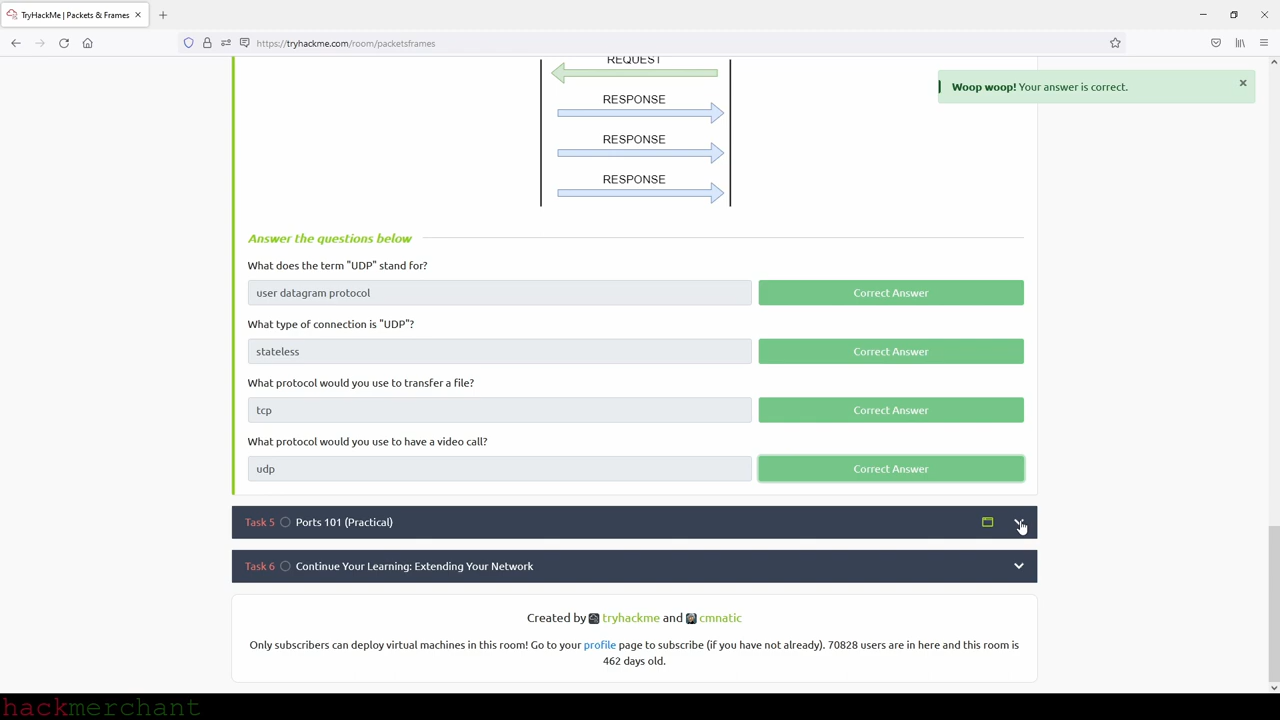 TryHackMe | Packets & Frames
https://tryhackme.com/room/packetsframes
REQUEST
Woop woop! Your answer is correct.
RESPONSE
RESPONSE
RESPONSE
Answer the questions below
What does the term "UDP" stand for?
user datagram protocol
Correct Answer
What type of connection is "UDP"?
stateless
Correct Answer
What protocol would you use to transfer a file?
tcp
Correct Answer
What protocol would you use to have a video call?
udp
Correct Answer
Task 5 Ports 101 (Practical)
Task 6 Continue Your Learning: Extending Your Network
Created by tryhackme and cmnatic
Only subscribers can deploy virtual machines in this room! Go to your profile page to subscribe (if you have not already). 70828 users are in here and this room is
462 days old.
hackmerchant